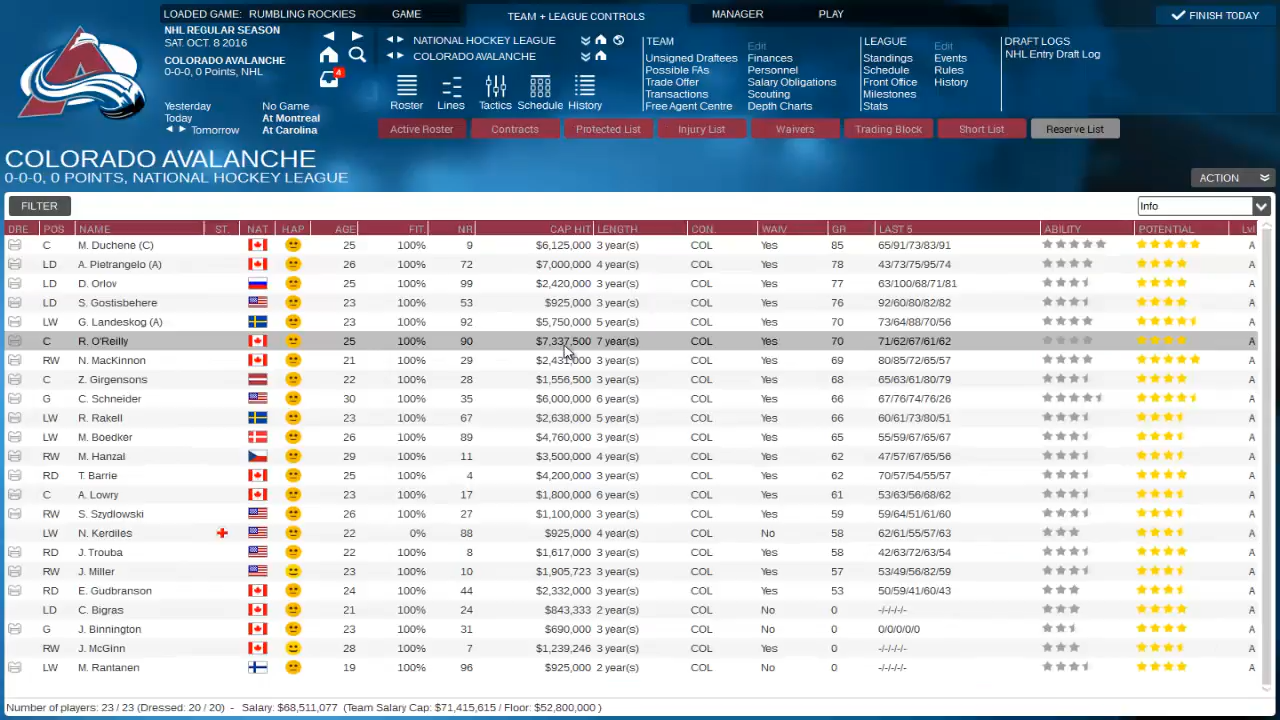 LOADED GAME: RUMBLING ROCKIES GAME TEAM + LEAGUE CONTROLS MANAGER PLAY FINISH TODAY
NHL REGULAR SEASON
SAT. OCT. 8 2016
COLORADO AVALANCHE
0-0-0, 0 POINTS, NHL
4
Yesterday No Game
Today At Montreal
Tomorrow At Carolina
NATIONAL HOCKEY LEAGUE
COLORADO AVALANCHE
Roster Lines Tactics Schedule History
TEAM
Unsigned Draftees
Possible FAs
Trade Offer
Transactions
Free Agent Centre
Edit
Finances
Personnel
Salary Obligations
Scouting
Depth Charts
LEAGUE
Standings
Schedule
Front Office
Milestones
Stats
Edit
Events
Rules
History
DRAFT LOGS
NHL Entry Draft Log
Active Roster Contracts Protected List Injury List Waivers Trading Block Short List Reserve List
COLORADO AVALANCHE
0-0-0, 0 POINTS, NATIONAL HOCKEY LEAGUE
ACTION
FILTER Info
DRE POS NAME ST. NAT HAP AGE FIT. NR CAP HIT LENGTH CON. WAIV GR LAST 5 ABILITY POTENTIAL Lvl
C M. Duchene (C) 25 100% 9 $6,125,000 3 year(s) COL Yes 85 65/91/73/83/91 A
LD A. Pietrangelo (A) 26 100% 72 $7,000,000 4 year(s) COL Yes 78 43/73/75/95/74 A
LD D. Orlov 25 100% 99 $2,420,000 3 year(s) COL Yes 77 63/100/68/71/81 A
LD S. Gostisbehere 23 100% 53 $925,000 3 year(s) COL Yes 76 92/60/80/82/82 A
LW G. Landeskog (A) 23 100% 92 $5,750,000 5 year(s) COL Yes 70 73/64/88/70/56 A
C R. O'Reilly 25 100% 90 $7,337,500 7 year(s) COL Yes 70 71/62/67/61/62 A
RW N. MacKinnon 21 100% 29 3 year(s) COL Yes 69 80/85/72/65/57 A
C Z. Girgensons 22 100% 28 $1,556,500 3 year(s) COL Yes 68 65/63/61/80/79 A
G C. Schneider 30 100% 35 $6,000,000 6 year(s) COL Yes 66 67/76/74/76/26 A
LW R. Rakell 23 100% 67 $2,638,000 5 year(s) COL Yes 66 60/61/73/80/51 A
LW M. Boedker 26 100% 89 $4,760,000 3 year(s) COL Yes 65 55/59/67/65/67 A
RW M. Hanzal 29 100% 11 $3,500,000 4 year(s) COL Yes 62 47/57/67/65/56 A
RD T. Barrie 25 100% 4 $4,200,000 3 year(s) COL Yes 62 70/57/54/55/57 A
C A. Lowry 23 100% 17 $1,800,000 6 year(s) COL Yes 61 53/63/56/68/62 A
RW S. Szydlowski 26 100% 27 $1,100,000 3 year(s) COL Yes 59 59/64/51/61/60 A
LW N. Kerdiles 22 0% 88 $925,000 4 year(s) COL No 58 62/61/55/57/63 A
RD J. Trouba 22 100% 8 $1,617,000 3 year(s) COL Yes 58 42/63/72/63/54 A
RW J. Miller 23 100% 10 $1,905,723 3 year(s) COL Yes 57 53/49/56/82/59 A
RD E. Gudbranson 24 100% 44 $2,332,000 3 year(s) COL Yes 53 50/59/41/60/43 A
LD C. Bigras 21 100% 24 $843,333 2 year(s) COL No 0 -/-/-/-/- A
G J. Binnington 23 100% 31 $690,000 3 year(s) COL No 0 0/0/0/0/0 A
RW J. McGinn 28 100% 7 $1,239,246 3 year(s) COL Yes 0 -/-/-/-/- A
LW M. Rantanen 19 100% 96 $925,000 2 year(s) COL No 0 -/-/-/-/- A
Number of players: 23 / 23 (Dressed: 20 / 20) - Salary: $68,511,077 (Team Salary Cap: $71,415,615 / Floor: $52,800,000 )